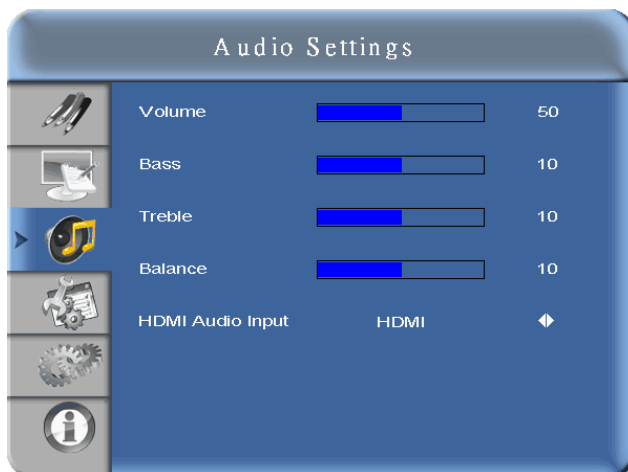 Audio Settings
Volume 50
Bass 10
Treble 10
Balance 10
HDMI Audio Input HDMI